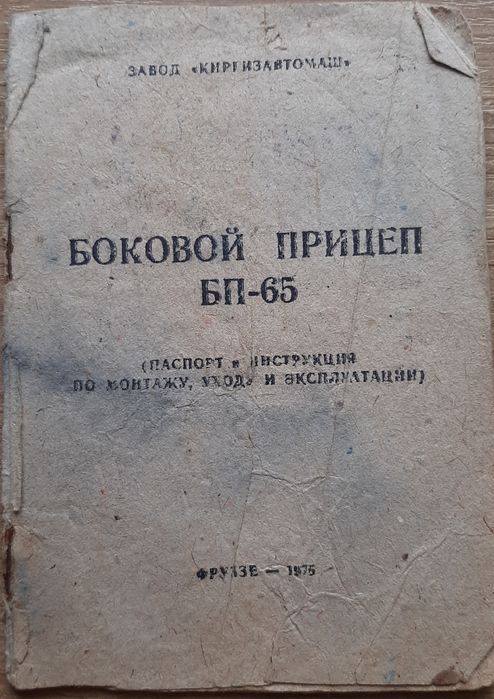 ЗАВОД «КИРГИЗАВТОМАШ»
БОКОВОЙ ПРИЦЕП
БП-65
(ПАСПОРТ и ИНСТРУКЦИЯ
ПО МОНТАЖУ, УХОДУ И ЭКСПЛУАТАЦИИ)
ФРУНЗЕ — 1975